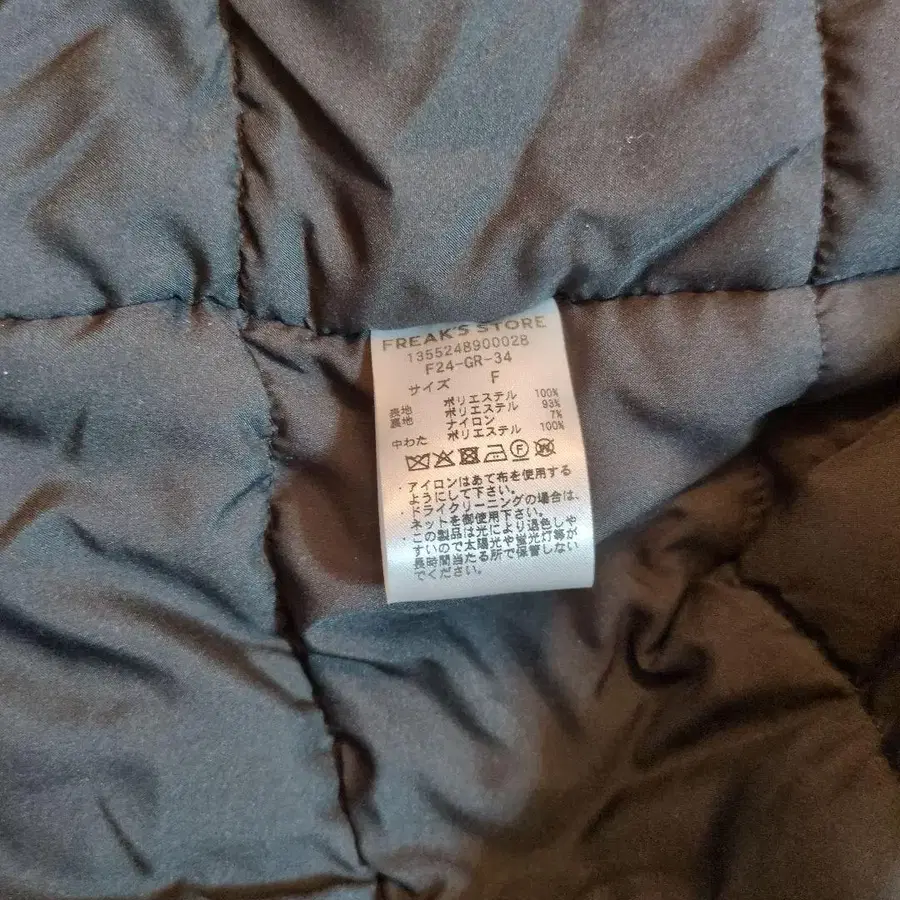 FREAK'S STORE
13552489000028
F24-GR-34
サイズ F
表地 ポリエステル 100%
裏地 ポリエステル 93%
ナイロン 7%
中わた ポリエステル 100%
F W
・アイロンはあて布を使用する
ようにして下さい。
・ドライクリーニングの場合は、
ネットを御使用下さい。
・この製品は光により退色しや
すいので太陽光や蛍光灯等が
長時間当たる所で保管しない
でください。